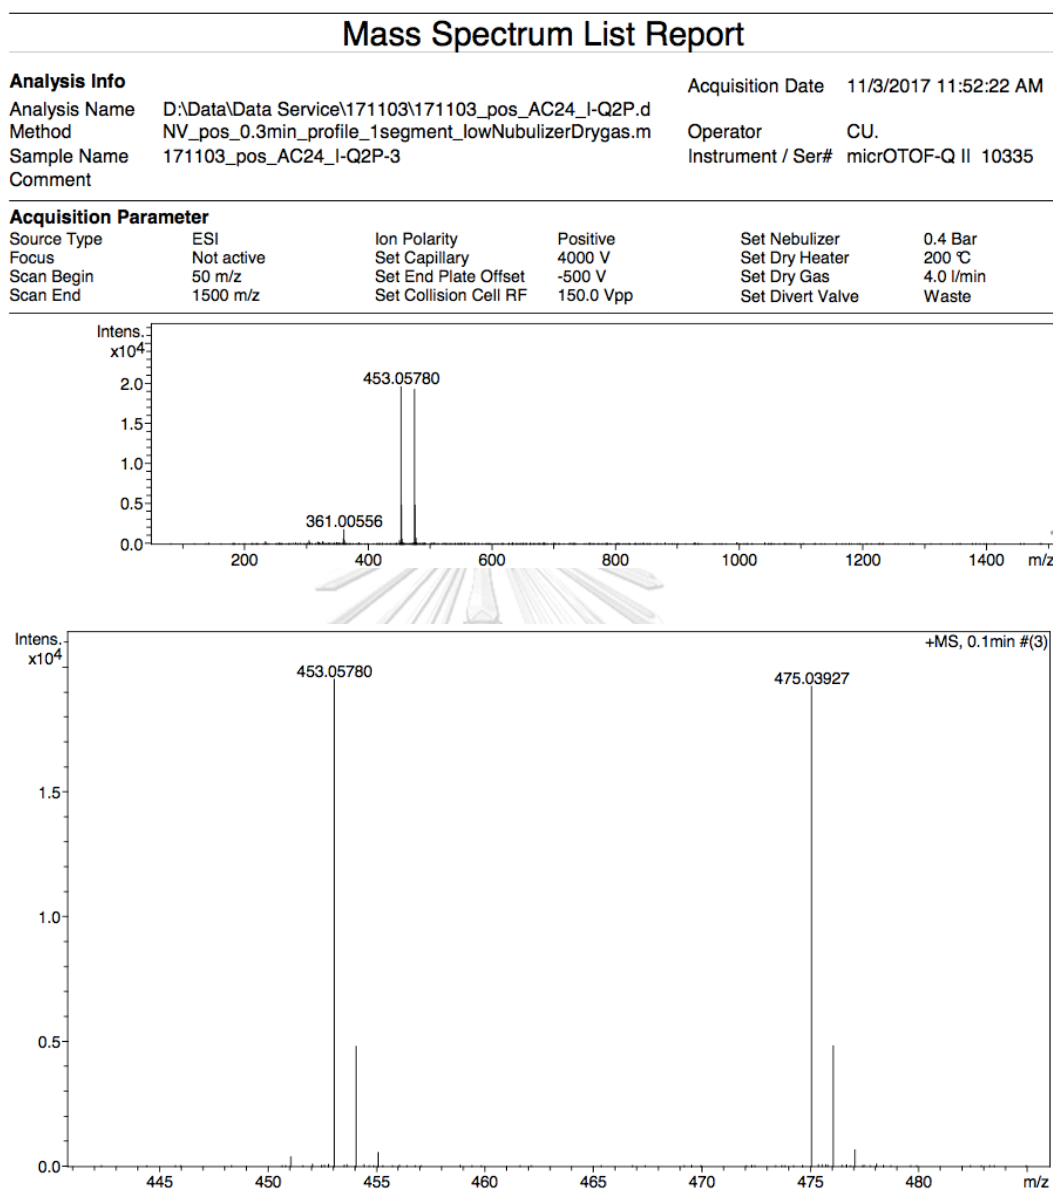 Mass Spectrum List Report
Analysis Info
Acquisition Date 11/3/2017 11:52:22 AM
Analysis Name D:\Data\Data Service\171103\171103_pos_AC24_I-Q2P.d
Method NV_pos_0.3min_profile_1segment_lowNubulizerDrygas.m Operator CU.
Sample Name 171103_pos_AC24_I-Q2P-3 Instrument / Ser# micrOTOF-Q II 10335
Comment
Acquisition Parameter
Source Type ESI Ion Polarity Positive Set Nebulizer 0.4 Bar
Focus Not active Set Capillary 4000 V Set Dry Heater 200 °C
Scan Begin 50 m/z Set End Plate Offset -500 V Set Dry Gas 4.0 l/min
Scan End 1500 m/z Set Collision Cell RF 150.0 Vpp Set Divert Valve Waste
Intens.
x10⁴
453.05780
2.0
1.5
1.0
361.00556
0.5
0.0
200 400 600 800 1000 1200 1400 m/z
Intens.
x10⁴
+MS, 0.1min #(3)
453.05780 475.03927
1.5
1.0
0.5
0.0
445 450 455 460 465 470 475 480 m/z